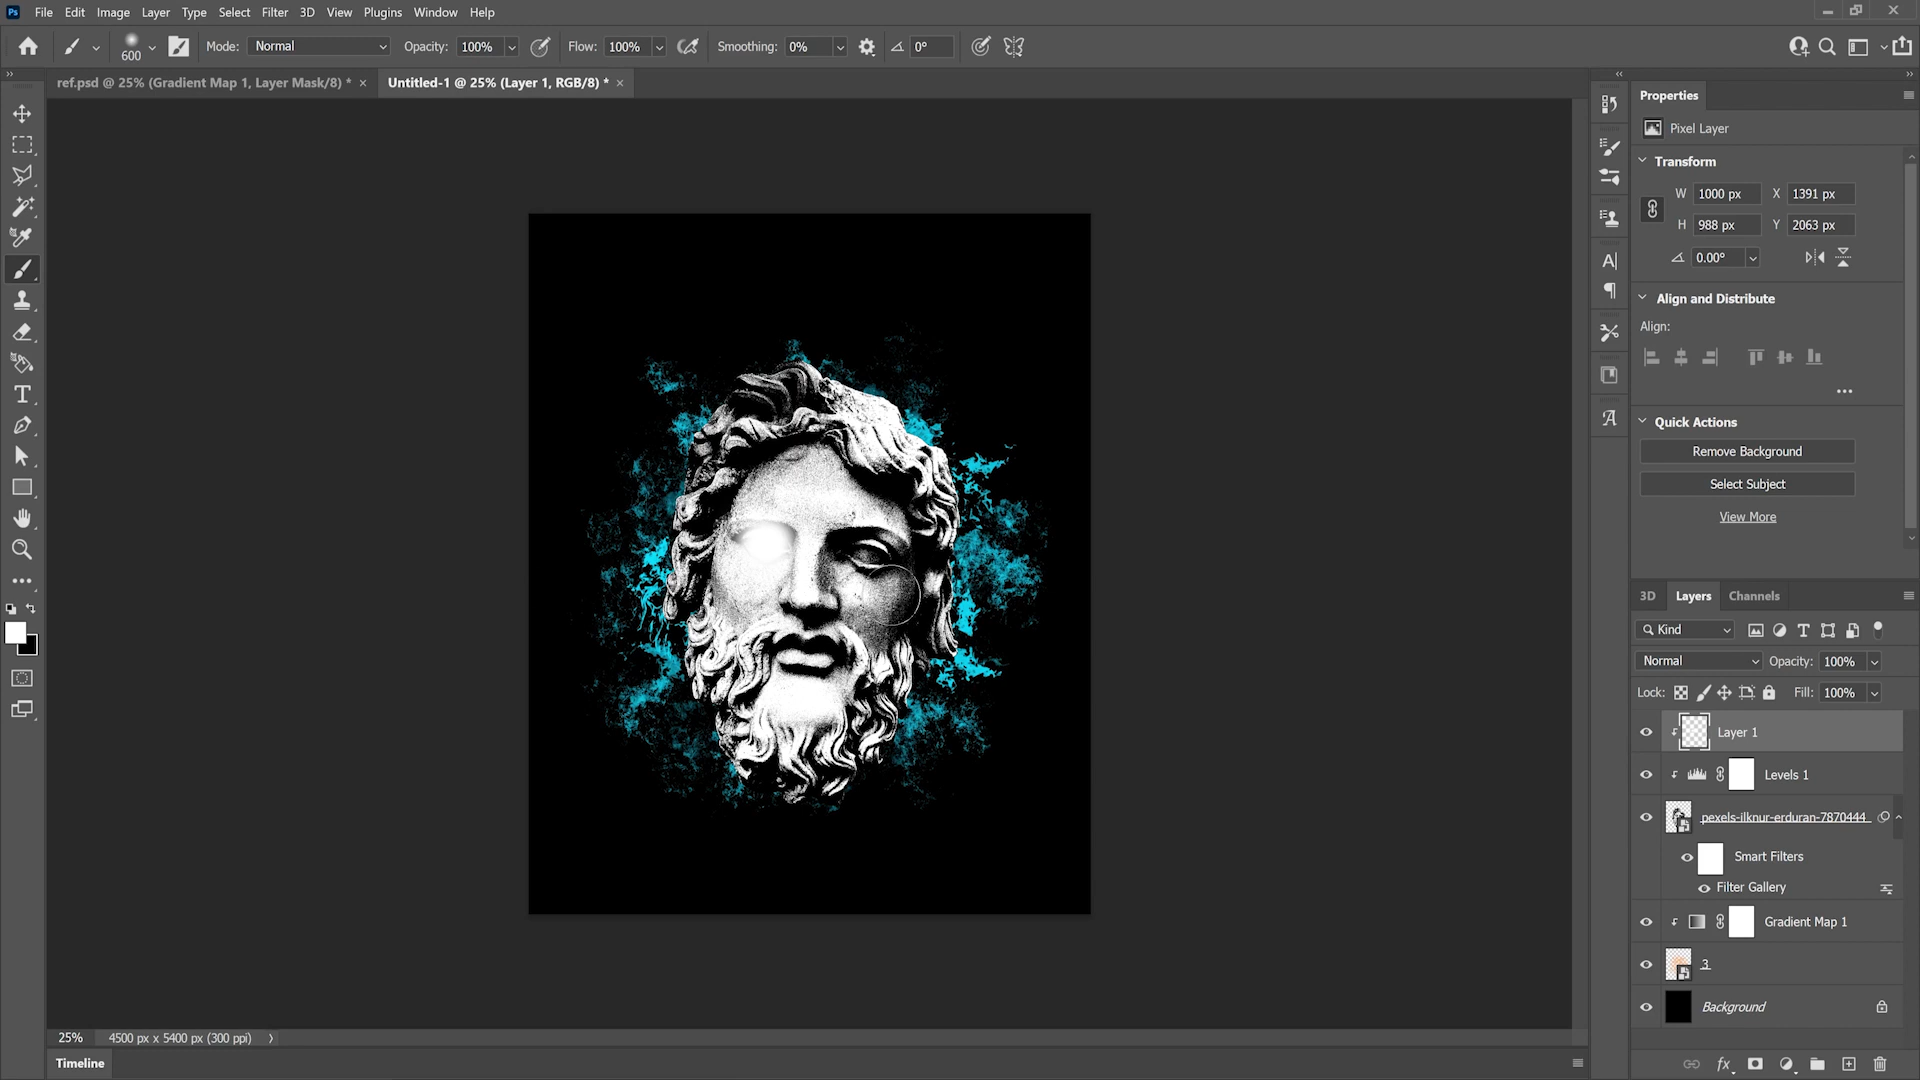 Ps File Edit Image Layer Type Select Filter 3D View Plugins Window Help
600 Mode: Normal Opacity: 100% Flow: 100% Smoothing: 0% 0°
ref.psd @ 25% (Gradient Map 1, Layer Mask/8) * × Untitled-1 @ 25% (Layer 1, RGB/8) * ×
Properties
Pixel Layer
Transform
W 1000 px X 1391 px
H 988 px Y 2063 px
0.00°
Align and Distribute
Align:
Quick Actions
Remove Background
Select Subject
View More
3D Layers Channels
Kind
Normal Opacity: 100%
Lock: Fill: 100%
Layer 1
Levels 1
pexels-ilknur-erduran-7870444
Smart Filters
Filter Gallery
Gradient Map 1
3
Background
25% 4500 px x 5400 px (300 ppi)
Timeline
fx